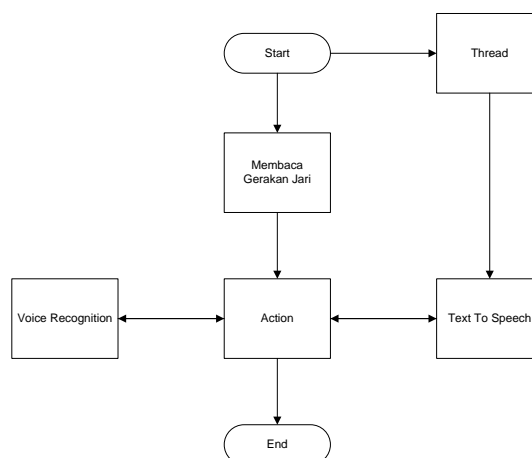 Start
Thread
Membaca
Gerakan Jari
Voice Recognition
Action
Text To Speech
End